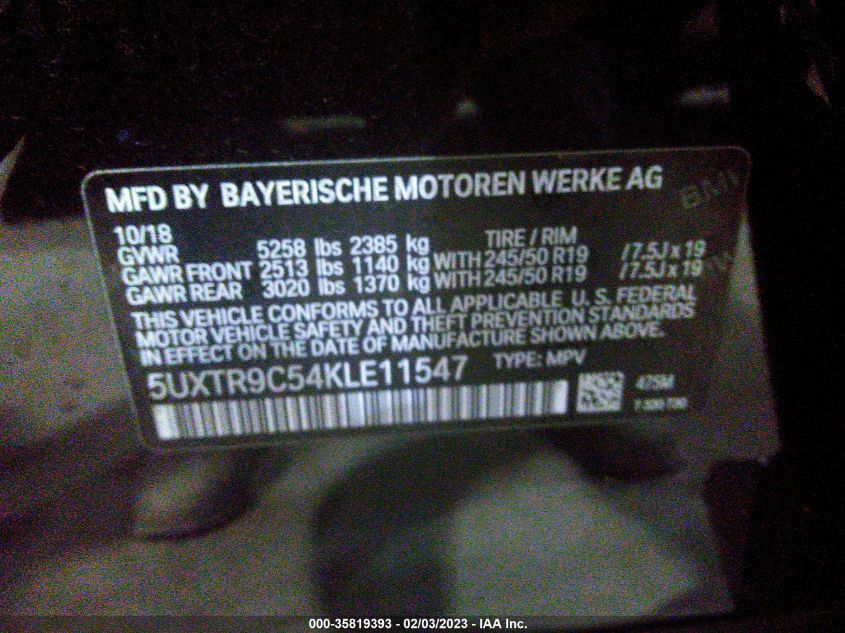 MFD BY BAYERISCHE MOTOREN WERKE AG
BMW
10/18 TIRE / RIM
GVWR 5258 lbs 2385 kg
GAWR FRONT 2513 lbs 1140 kg WITH 245/50 R19 /7.5J x 19
GAWR REAR 3020 lbs 1370 kg WITH 245/50 R19 /7.5J x 19
THIS VEHICLE CONFORMS TO ALL APPLICABLE U. S. FEDERAL
MOTOR VEHICLE SAFETY AND THEFT PREVENTION STANDARDS
IN EFFECT ON THE DATE OF MANUFACTURE SHOWN ABOVE.
5UXTR9C54KLE11547 TYPE: MPV
475M
000-35819393 - 02/03/2023 - IAA Inc.